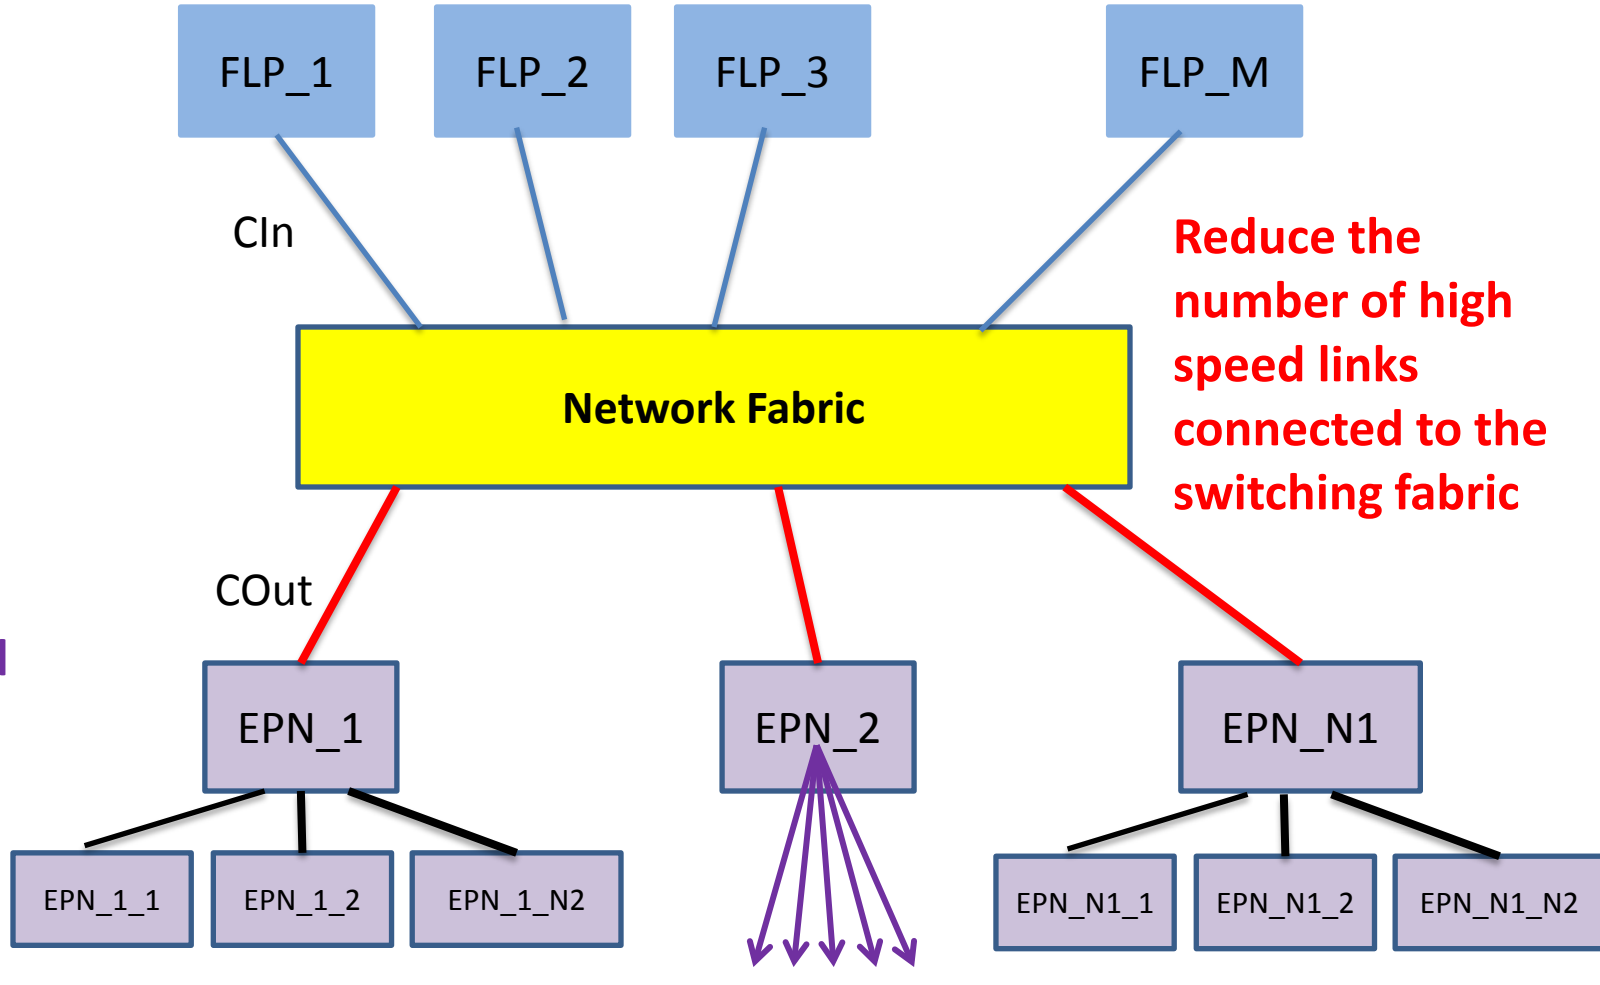 FLP_1
FLP_2
FLP_3
FLP_M
CIn
Reduce the
number of high
speed links
connected to the
switching fabric
Network Fabric
COut
EPN_1
EPN_2
EPN_N1
EPN_1_1
EPN_1_2
EPN_1_N2
EPN_N1_1
EPN_N1_2
EPN_N1_N2